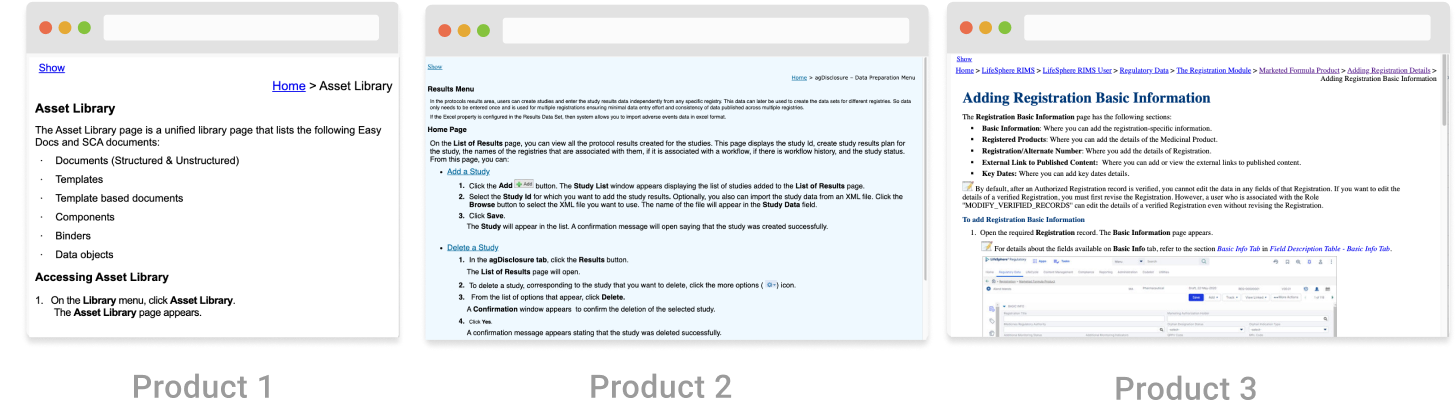 Show
Home > Asset Library
Asset Library
The Asset Library page is a unified library page that lists the following Easy
Docs and SCA documents:
· Documents (Structured & Unstructured)
· Templates
· Template based documents
· Components
· Binders
· Data objects
Accessing Asset Library
1. On the Library menu, click Asset Library.
The Asset Library page appears.
Product 1
Show
Home > agDisclosure – Data Preparation Menu
Results Menu
In the protocols results area, users can create studies and enter the study results data independently from any specific registry. This data can later be used to create the data sets for different registries. So data
only needs to be entered once and is used for multiple registrations ensuring minimal data entry effort and consistency of data published across multiple registries.
If the Excel property is configured in the Results Data Set, then system allows you to import adverse events data in excel format.
Home Page
On the List of Results page, you can view all the protocol results created for the studies. This page displays the study Id, create study results plan for
the study, the names of the registries that are associated with them, if it is associated with a workflow, if there is workflow history, and the study status.
From this page, you can:
• Add a Study
1. Click the Add Add button. The Study List window appears displaying the list of studies added to the List of Results page.
2. Select the Study Id for which you want to add the study results. Optionally, you can also import the study data from an XML file. Click the
Browse button to select the XML file you want to use. The name of the file will appear in the Study Data field.
3. Click Save.
The Study will appear in the list. A confirmation message will open saying that the study was created successfully.
• Delete a Study
1. In the agDisclosure tab, click the Results button.
The List of Results page will open.
2. To delete a study, corresponding to the study that you want to delete, click the more options ( ) icon.
3. From the list of options that appear, click Delete.
A Confirmation window appears to confirm the deletion of the selected study.
4. Click Yes.
A confirmation message appears stating that the study was deleted successfully.
Product 2
Show
Home > LifeSphere RIMS > LifeSphere RIMS User > Regulatory Data > The Registration Module > Marketed Formula Product > Adding Registration Details >
Adding Registration Basic Information
Adding Registration Basic Information
The Registration Basic Information page has the following sections:
• Basic Information: Where you can add the registration-specific information.
• Registered Products: Where you can add the details of the Medicinal Product.
• Registration/Alternate Number: Where you can add the details of Registration.
• External Link to Published Content: Where you can add or view the external links to published content.
• Key Dates: Where you can add key dates details.
By default, after an Authorized Registration record is verified, you cannot edit the data in any fields of that Registration. If you want to edit the
details of a verified Registration, you must first revise the Registration. However, a user who is associated with the Role
"MODIFY_VERIFIED_RECORDS" can edit the details of a verified Registration even without revising the Registration.
To add Registration Basic Information
1. Open the required Registration record. The Basic Information page appears.
For details about the fields available on Basic Info tab, refer to the section Basic Info Tab in Field Description Table - Basic Info Tab.
Product 3